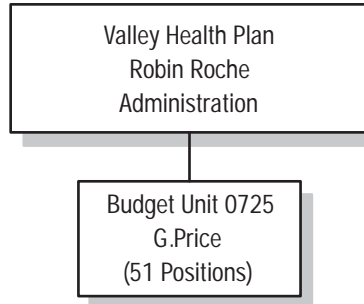 Valley Health Plan
Robin Roche
Administration
Budget Unit 0725
G.Price
(51 Positions)